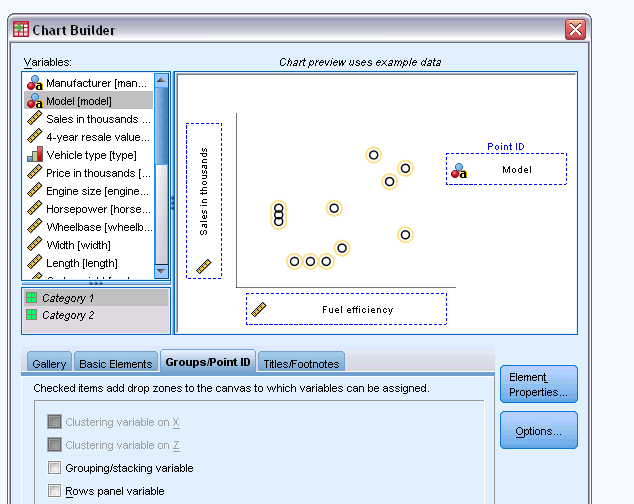 Chart Builder
Variables:
Chart preview uses example data
Manufacturer [man...
Model [model]
Sales in thousands ...
4-year resale value...
Vehicle type [type]
Price in thousands [...
Engine size [engine...
Horsepower [horse...
Wheelbase [wheelb...
Width [width]
Length [length]
Category 1
Category 2
Sales in thousands
Point ID
Model
Fuel efficiency
Gallery
Basic Elements
Groups/Point ID
Titles/Footnotes
Checked items add drop zones to the canvas to which variables can be assigned.
Clustering variable on X
Clustering variable on Z
Grouping/stacking variable
Rows panel variable
Element
Properties...
Options...